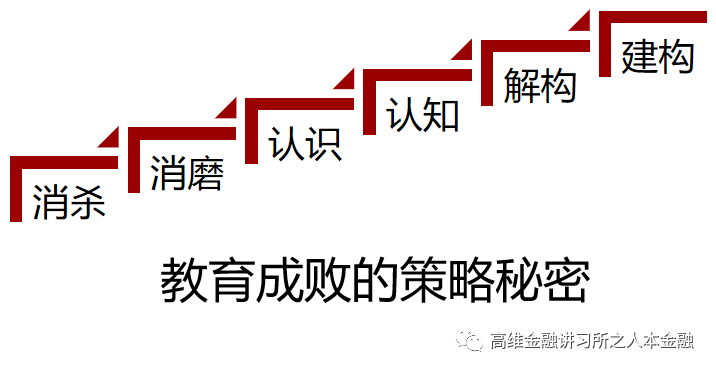 建构
解构
认知
认识
消磨
消杀
教育成败的策略秘密
高维金融讲习所之人本金融